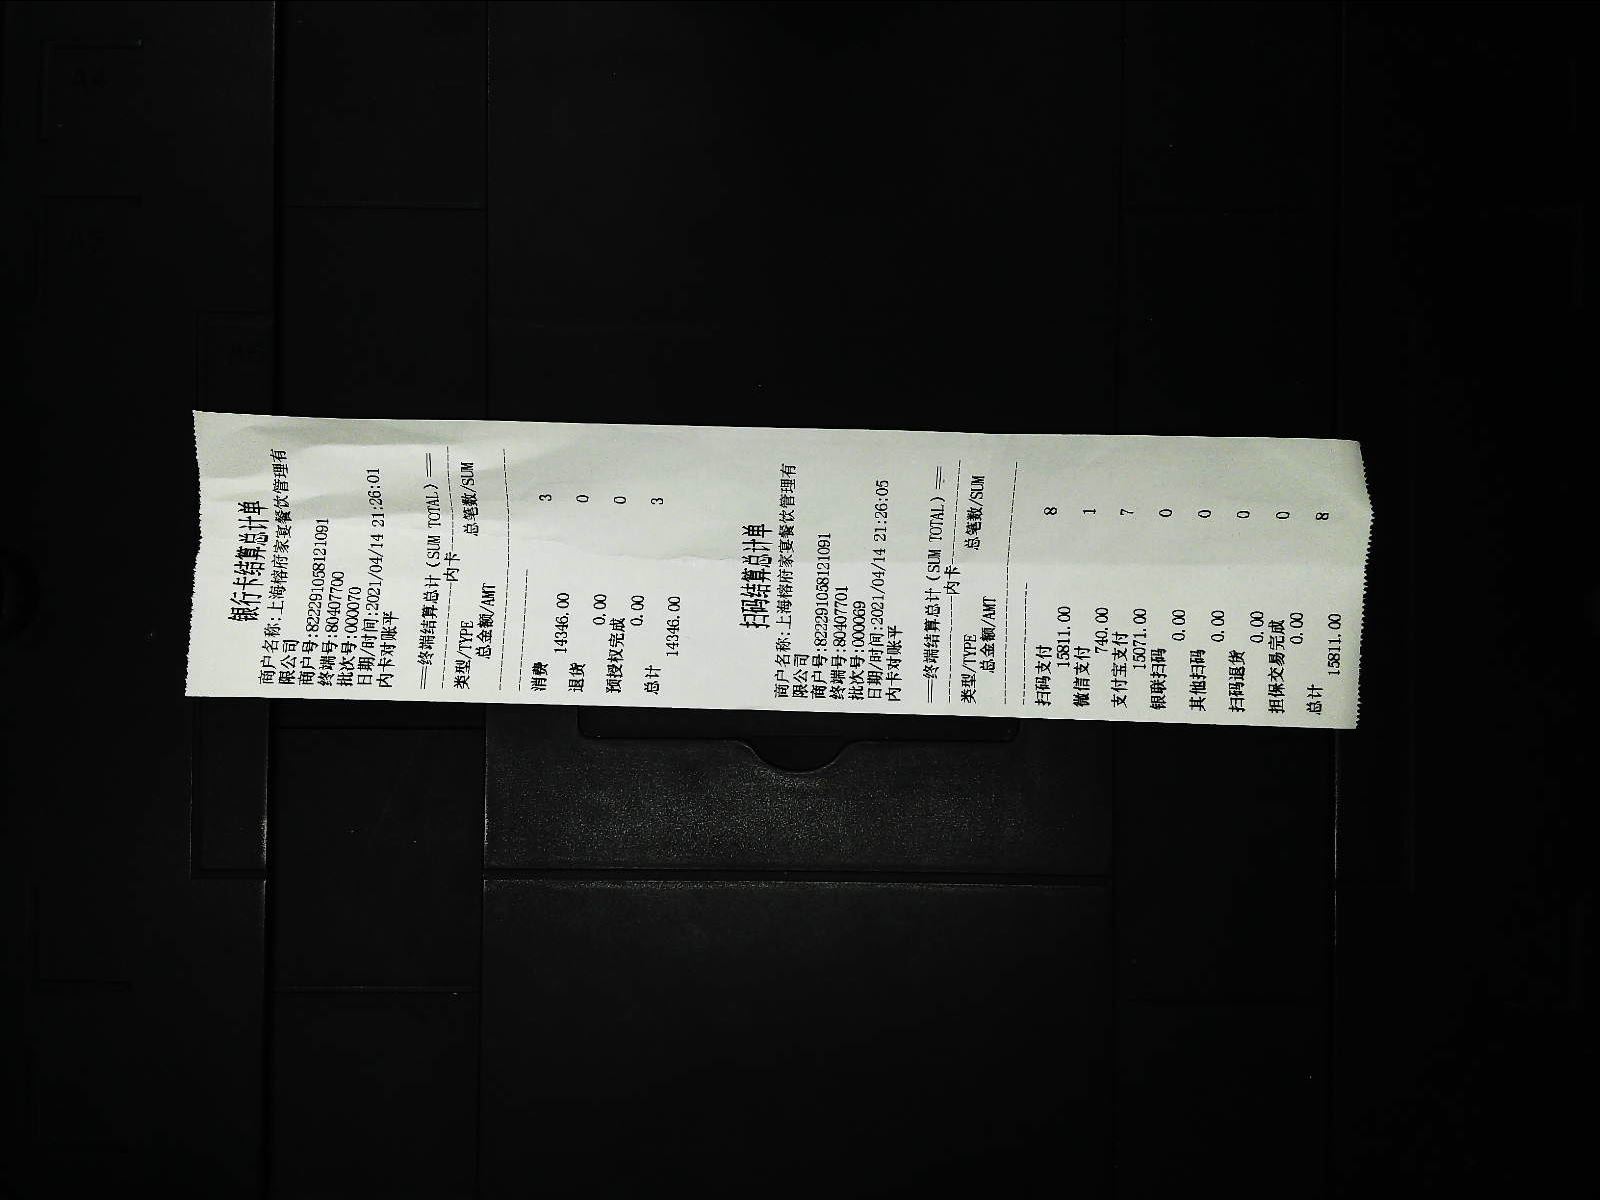 银行卡结算总计单
商户名称:上海榕府家宴餐饮管理有
限公司
商户号:822291058121091
终端号:80407700
批次号:000070
日期/时间:2021/04/14 21:26:01
内卡对账平
==终端结算总计(SUM TOTAL)==
----------内卡----------
类型/TYPE 总笔数/SUM
总金额/AMT
消费 3
14346.00
退货 0
0.00
预授权完成 0
0.00
总计 3
14346.00
扫码结算总计单
商户名称:上海榕府家宴餐饮管理有
限公司
商户号:822291058121091
终端号:80407701
批次号:000069
日期/时间:2021/04/14 21:26:05
内卡对账平
==终端结算总计(SUM TOTAL)==
----------内卡----------
类型/TYPE 总笔数/SUM
总金额/AMT
扫码支付 8
15811.00
微信支付 1
740.00
支付宝支付 7
15071.00
银联扫码 0
0.00
其他扫码 0
0.00
扫码退货 0
0.00
担保交易完成 0
0.00
总计 8
15811.00